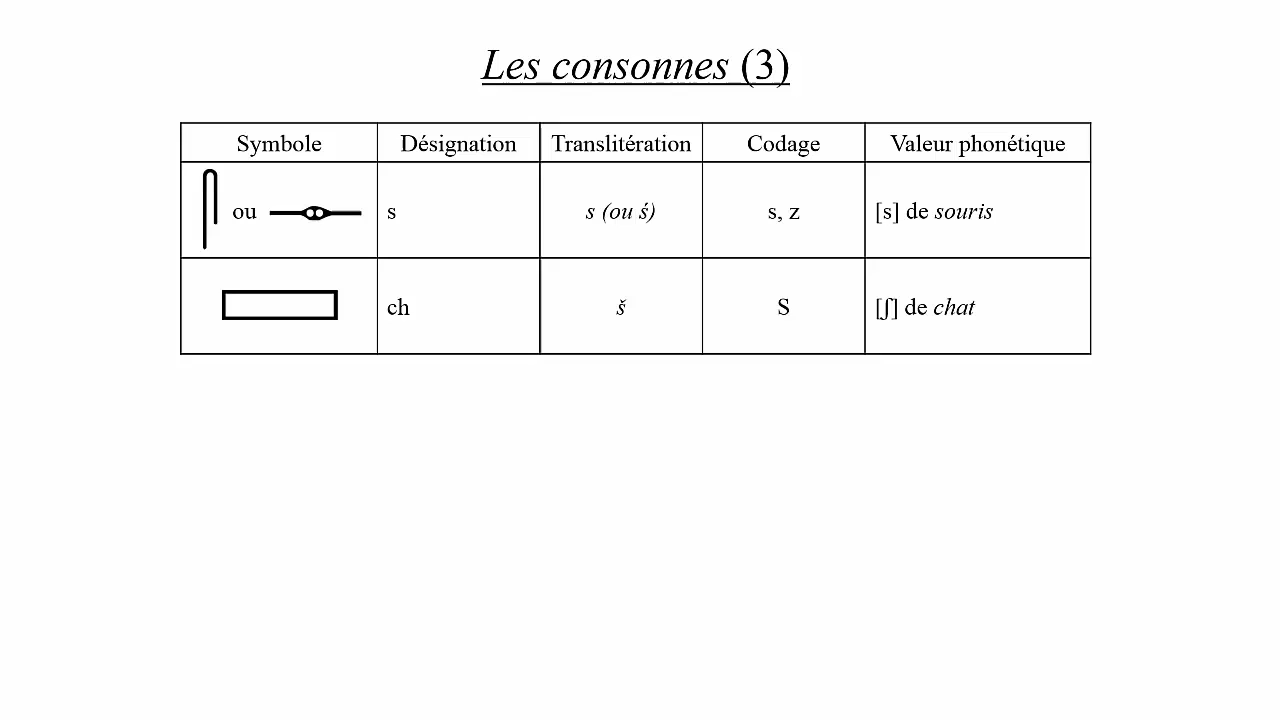 Les consonnes (3)
Symbole Désignation Translitération Codage Valeur phonétique
ou s s (ou ś) s, z [s] de souris
ch š S [ʃ] de chat